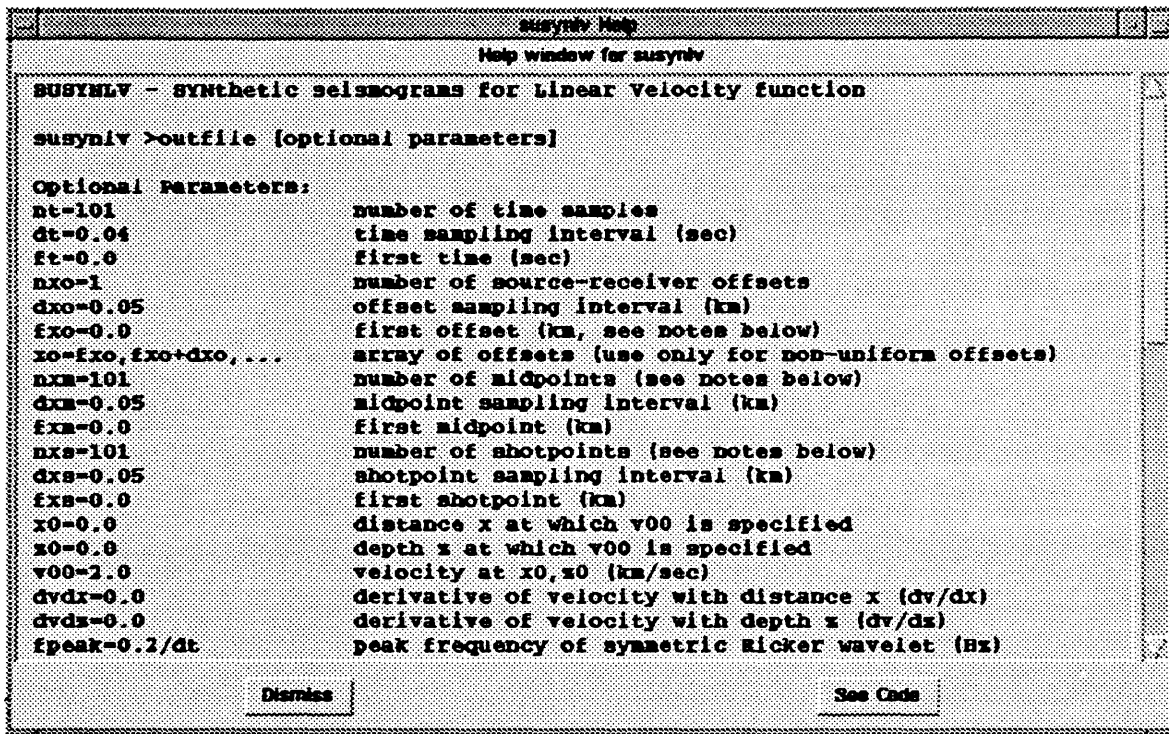 susynlv Help
Help window for susynlv
SUSYNLV - SYNthetic seismograms for Linear Velocity function
susynlv >outfile [optional parameters]
Optional Parameters:
nt=101 number of time samples
dt=0.04 time sampling interval (sec)
ft=0.0 first time (sec)
nxo=1 number of source-receiver offsets
dxo=0.05 offset sampling interval (km)
fxo=0.0 first offset (km, see notes below)
xo=fxo,fxo+dxo,... array of offsets (use only for non-uniform offsets)
nxm=101 number of midpoints (see notes below)
dxm=0.05 midpoint sampling interval (km)
fxm=0.0 first midpoint (km)
nxs=101 number of shotpoints (see notes below)
dxs=0.05 shotpoint sampling interval (km)
fxs=0.0 first shotpoint (km)
x0=0.0 distance x at which v00 is specified
z0=0.0 depth z at which v00 is specified
v00=2.0 velocity at x0,z0 (km/sec)
dvdx=0.0 derivative of velocity with distance x (dv/dx)
dvdz=0.0 derivative of velocity with depth z (dv/dz)
fpeak=0.2/dt peak frequency of symmetric Ricker wavelet (Hz)
Dismiss See Code